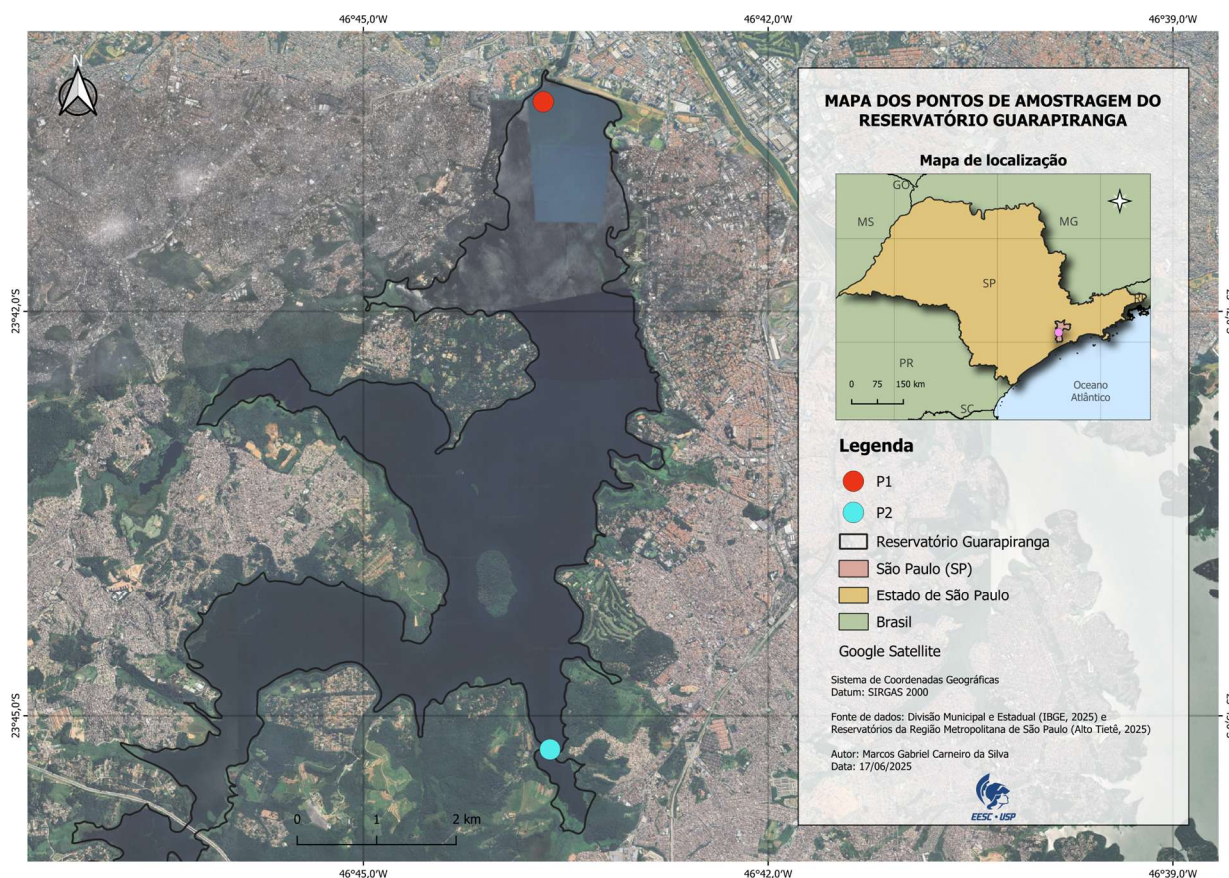 46°45,0'W
46°42,0'W
46°39,0'W
N
MAPA DOS PONTOS DE AMOSTRAGEM DO
RESERVATÓRIO GUARAPIRANGA
Mapa de localização
GO
MS
MG
SP
PR
SC
Oceano
Atlântico
0 75 150 km
23°42,0'S
Legenda
P1
P2
Reservatório Guarapiranga
São Paulo (SP)
Estado de São Paulo
Brasil
Google Satellite
Sistema de Coordenadas Geográficas
Datum: SIRGAS 2000
Fonte de dados: Divisão Municipal e Estadual (IBGE, 2025) e
Reservatórios da Região Metropolitana de São Paulo (Alto Tietê, 2025)
Autor: Marcos Gabriel Carneiro da Silva
Data: 17/06/2025
EESC • USP
23°45,0'S
0 1 2 km
46°45,0'W
46°42,0'W
46°39,0'W